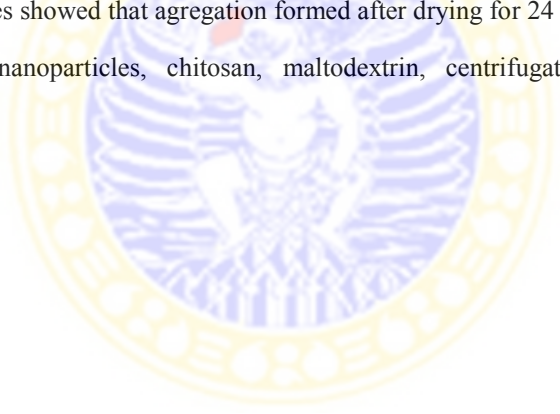 es showed that agregation formed after drying for 24
nanoparticles, chitosan, maltodextrin, centrifugat